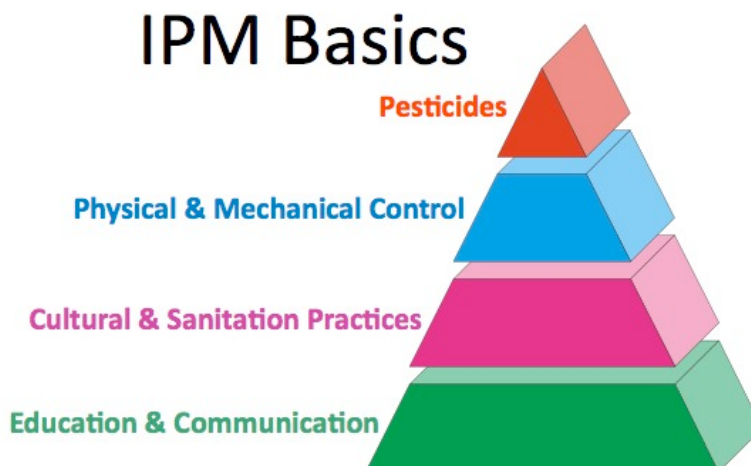 IPM Basics
Pesticides
Physical & Mechanical Control
Cultural & Sanitation Practices
Education & Communication